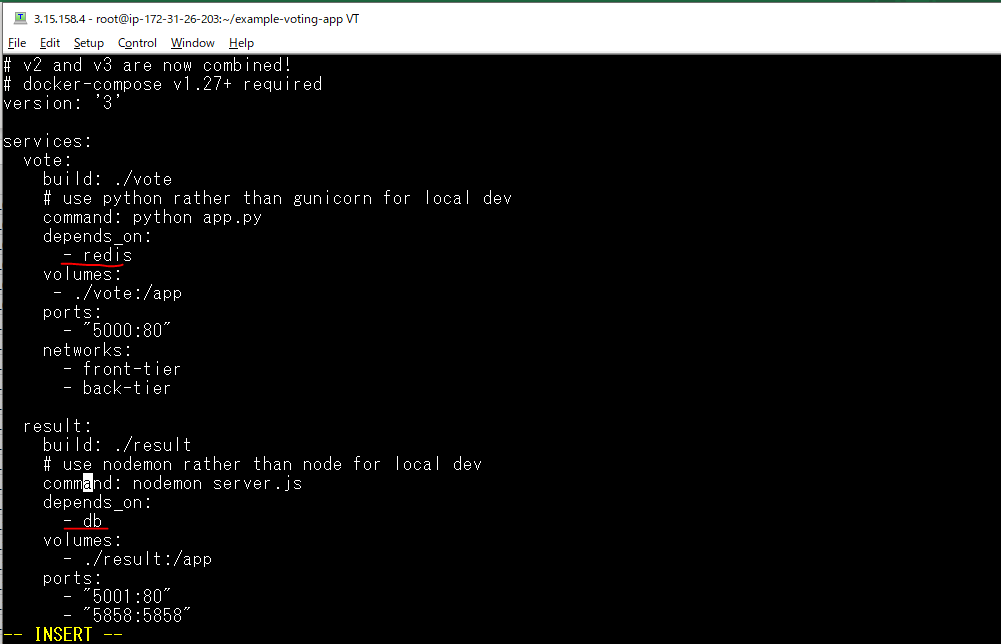 3.15.158.4 - root@ip-172-31-26-203:~/example-voting-app VT
File Edit Setup Control Window Help
# v2 and v3 are now combined!
# docker-compose v1.27+ required
version: '3'

services:
  vote:
    build: ./vote
    # use python rather than gunicorn for local dev
    command: python app.py
    depends_on:
      - redis
    volumes:
     - ./vote:/app
    ports:
      - "5000:80"
    networks:
      - front-tier
      - back-tier

  result:
    build: ./result
    # use nodemon rather than node for local dev
    command: nodemon server.js
    depends_on:
      - db
    volumes:
      - ./result:/app
    ports:
      - "5001:80"
      - "5858:5858"
-- INSERT --